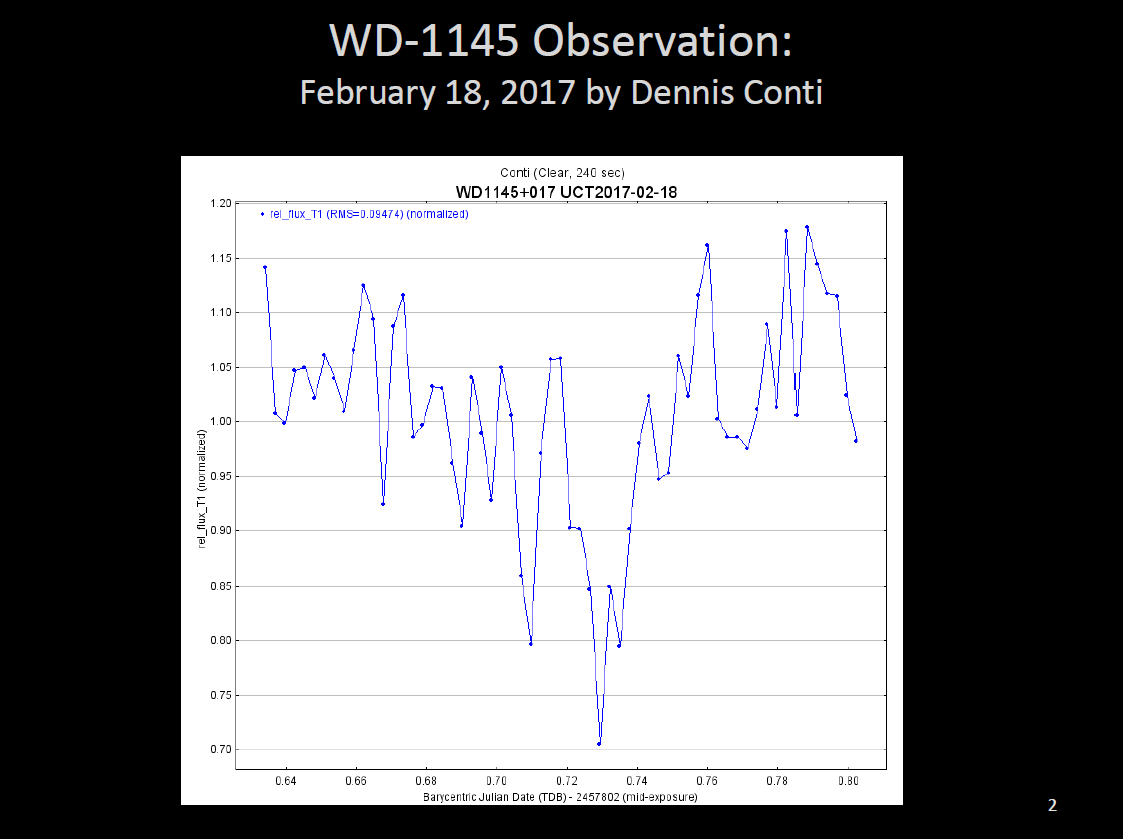 WD-1145 Observation:
February 18, 2017 by Dennis Conti
Conti (Clear, 240 sec)
WD1145+017 UCT2017-02-18
rel_flux_T1 (RMS=0.09474) (normalized)
rel_flux_T1 (normalized)
1.20
1.15
1.10
1.05
1.00
0.95
0.90
0.85
0.80
0.75
0.70
0.64 0.66 0.68 0.70 0.72 0.74 0.76 0.78 0.80
Barycentric Julian Date (TDB) - 2457802 (mid-exposure)
2